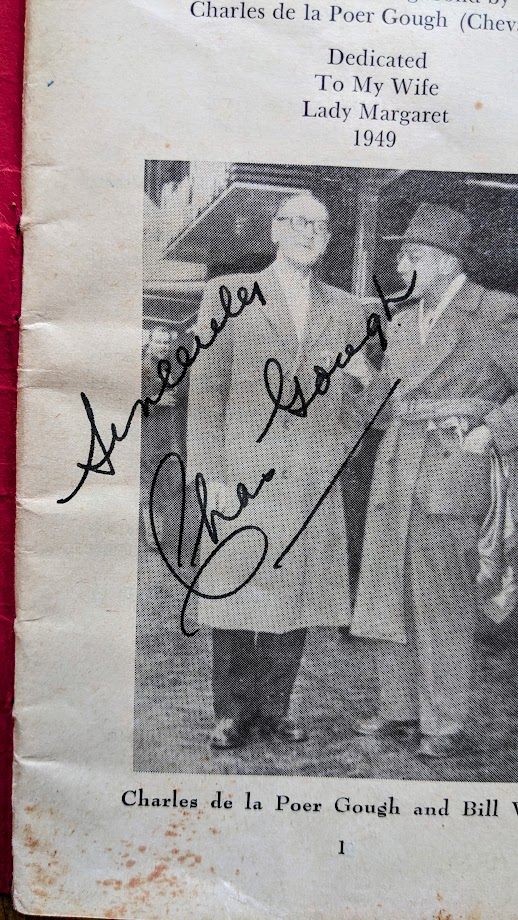 Charles de la Poer Gough (Chev
Dedicated
To My Wife
Lady Margaret
1949
Sincerely
Chas. Gough
Charles de la Poer Gough and Bill
1